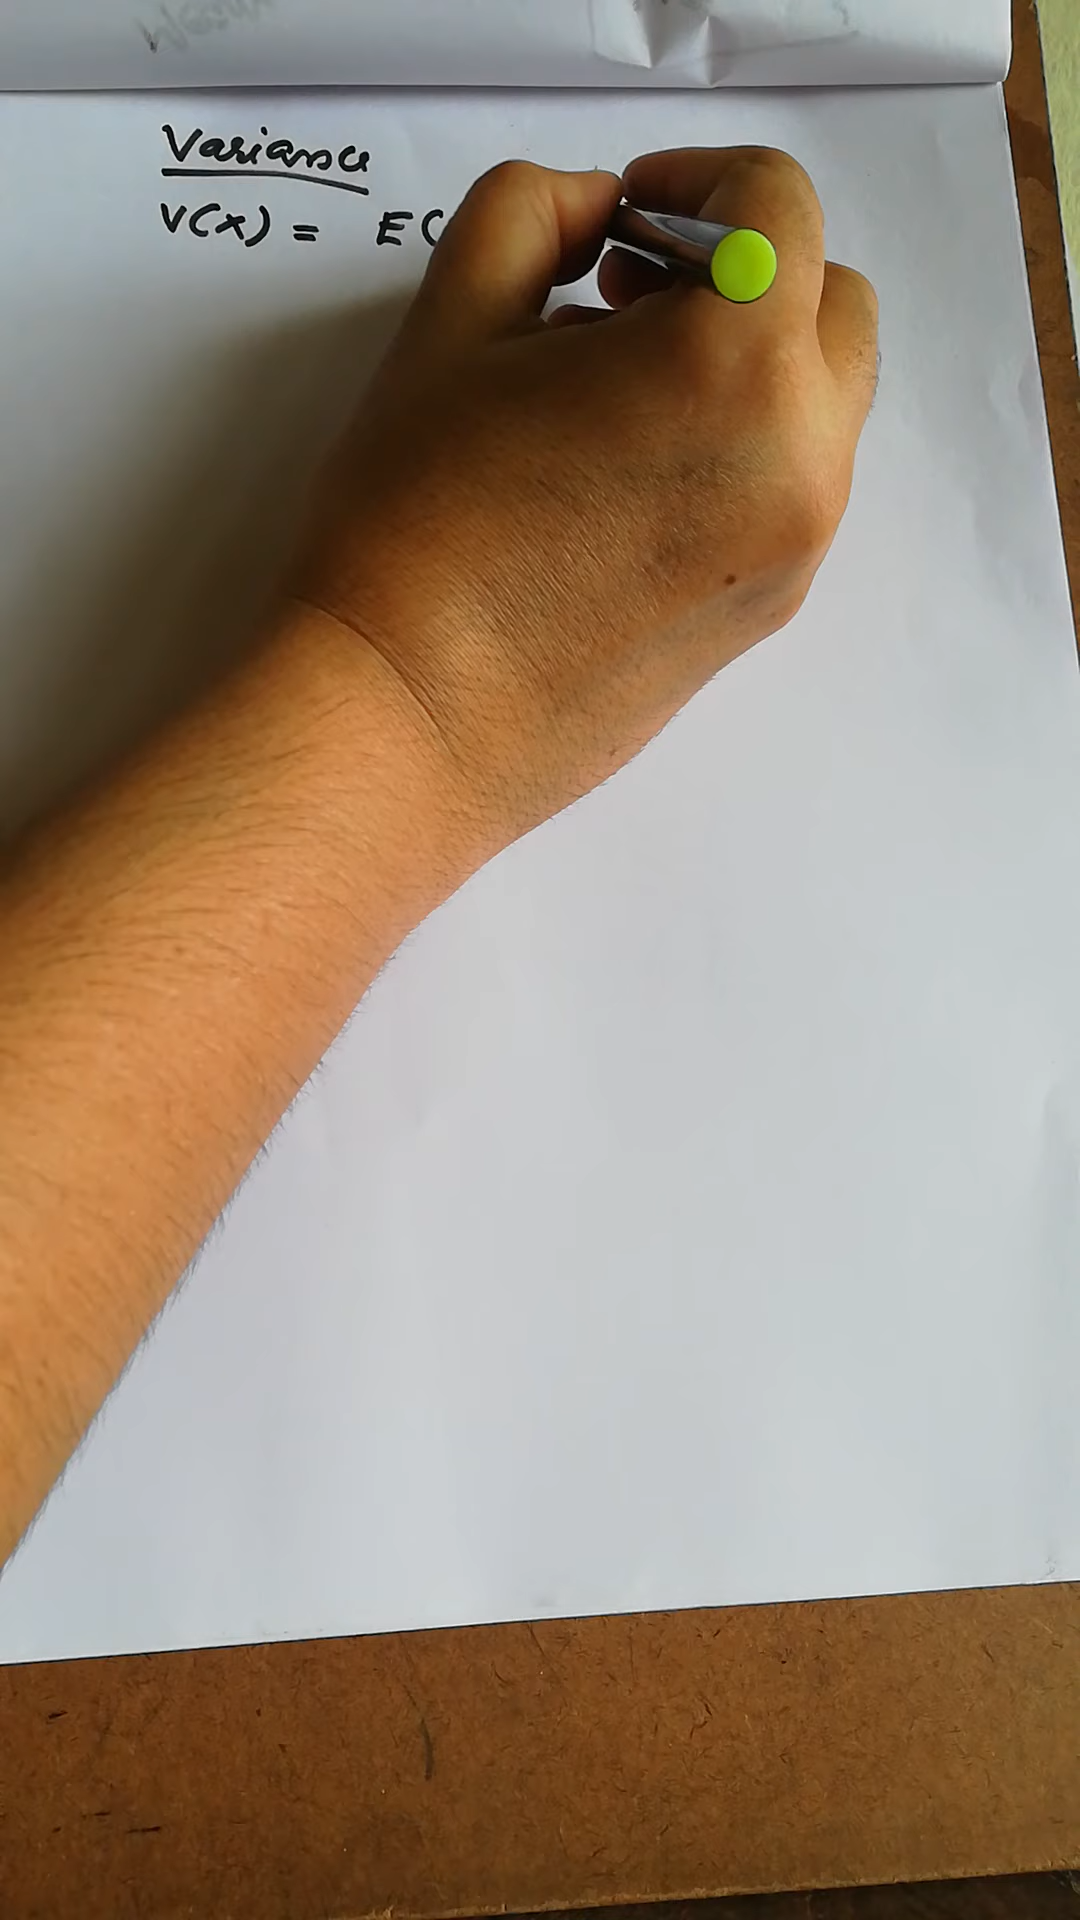 Variance
V(X) = E(